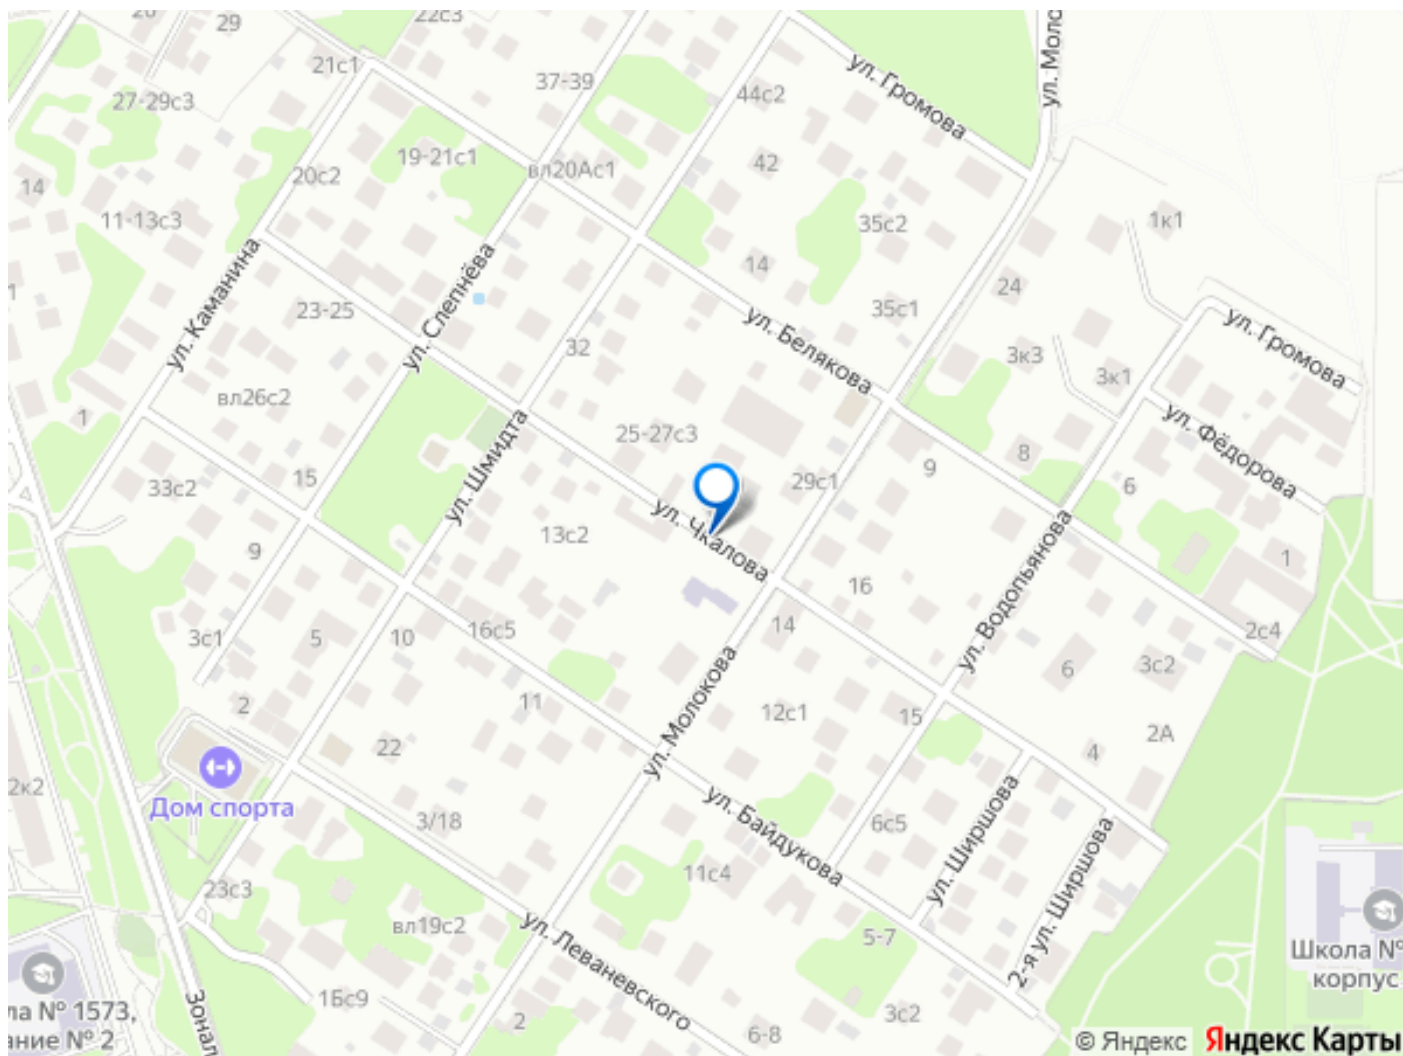 29
22с3
21с1
37-39
27-29с3
44с2
ул. Громова
ул. Моло
19-21с1
вл20Ас1
42
20с2
14
11-13с3
35с2
1к1
14
ул. Каманина
ул. Слепнёва
24
23-25
35с1
ул. Белякова
ул. Громова
32
3к3
3к1
вл26с2
1
ул. Шмидта
25-27с3
ул. Фёдорова
8
9
15
33с2
29с1
6
ул. Чкалова
13с2
9
ул. Водопьянова
1
16
3с1
5
10
16с5
14
2с4
6
3с2
2
11
ул. Молокова
12с1
15
2А
4
22
2к2
Дом спорта
3/18
ул. Байдукова
6с5
ул. Ширшова
2-я ул. Ширшова
23с3
11с4
вл19с2
ул. Леваневского
5-7
Школа №
корпус
1Бс9
Зонал
ла № 1573,
ание № 2
2
6-8
3с2
© Яндекс Яндекс Карты